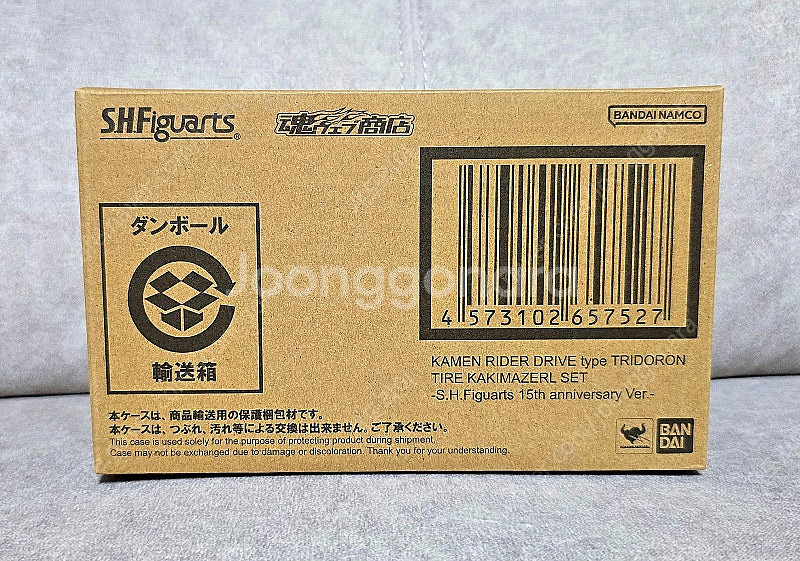 S.H.Figuarts®
魂ウェブ商店
BANDAI NAMCO
ダンボール
輸送箱
Joonggonara
4 573102 657527
KAMEN RIDER DRIVE type TRIDORON
TIRE KAKIMAZERL SET
-S.H.Figuarts 15th anniversary Ver.-
本ケースは、商品輸送用の保護梱包材です。
本ケースは、つぶれ、汚れ等による交換は出来ません。ご了承ください。
This case is used solely for the purpose of protecting product during shipment.
Case may not be exchanged due to damage or discoloration. Thank you for your understanding.
BAN
DAI